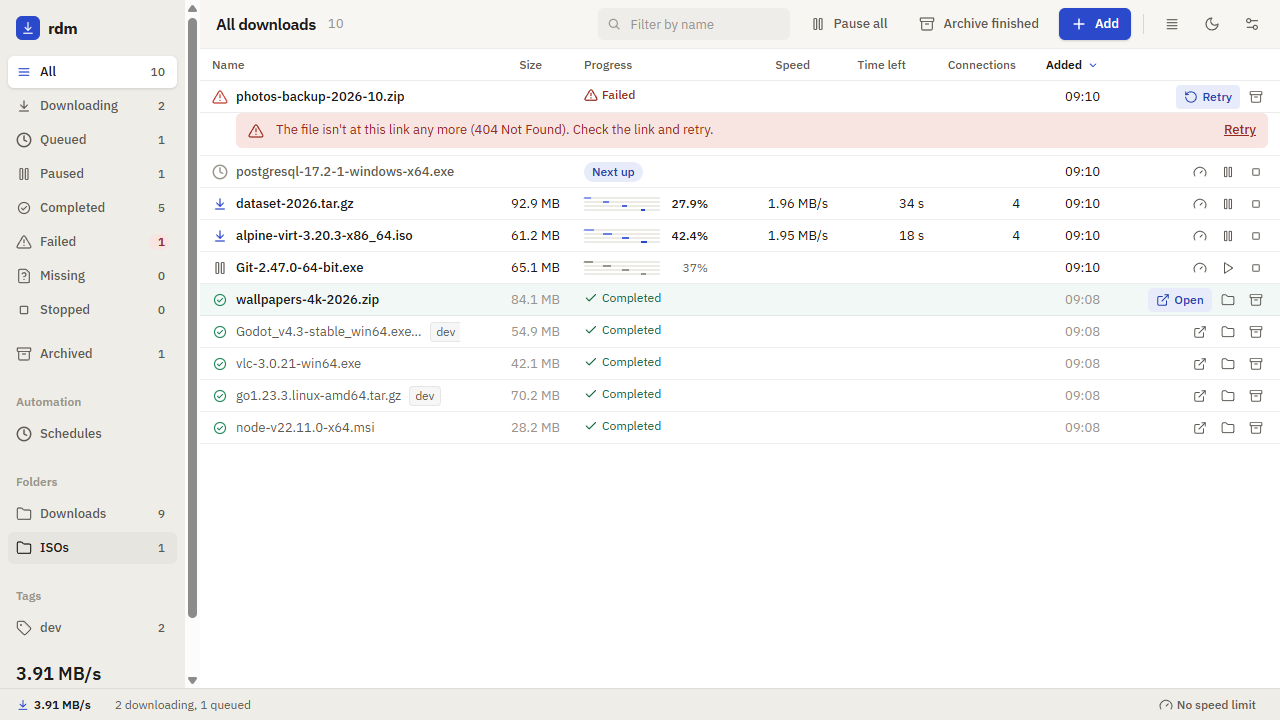 rdm
All 10
Downloading 2
Queued 1
Paused 1
Completed 5
Failed 1
Missing 0
Stopped 0
Archived 1
Automation
Schedules
Folders
Downloads 9
ISOs 1
Tags
dev 2
3.91 MB/s
All downloads 10
Filter by name
Pause all
Archive finished
Add
Name Size Progress Speed Time left Connections Added
photos-backup-2026-10.zip Failed 09:10 Retry
The file isn't at this link any more (404 Not Found). Check the link and retry. Retry
postgresql-17.2-1-windows-x64.exe Next up 09:10
dataset-2026.tar.gz 92.9 MB 27.9% 1.96 MB/s 34 s 4 09:10
alpine-virt-3.20.3-x86_64.iso 61.2 MB 42.4% 1.95 MB/s 18 s 4 09:10
Git-2.47.0-64-bit.exe 65.1 MB 37% 09:10
wallpapers-4k-2026.zip 84.1 MB Completed 09:08 Open
Godot_v4.3-stable_win64.exe… dev 54.9 MB Completed 09:08
vlc-3.0.21-win64.exe 42.1 MB Completed 09:08
go1.23.3.linux-amd64.tar.gz dev 70.2 MB Completed 09:08
node-v22.11.0-x64.msi 28.2 MB Completed 09:08
3.91 MB/s 2 downloading, 1 queued No speed limit